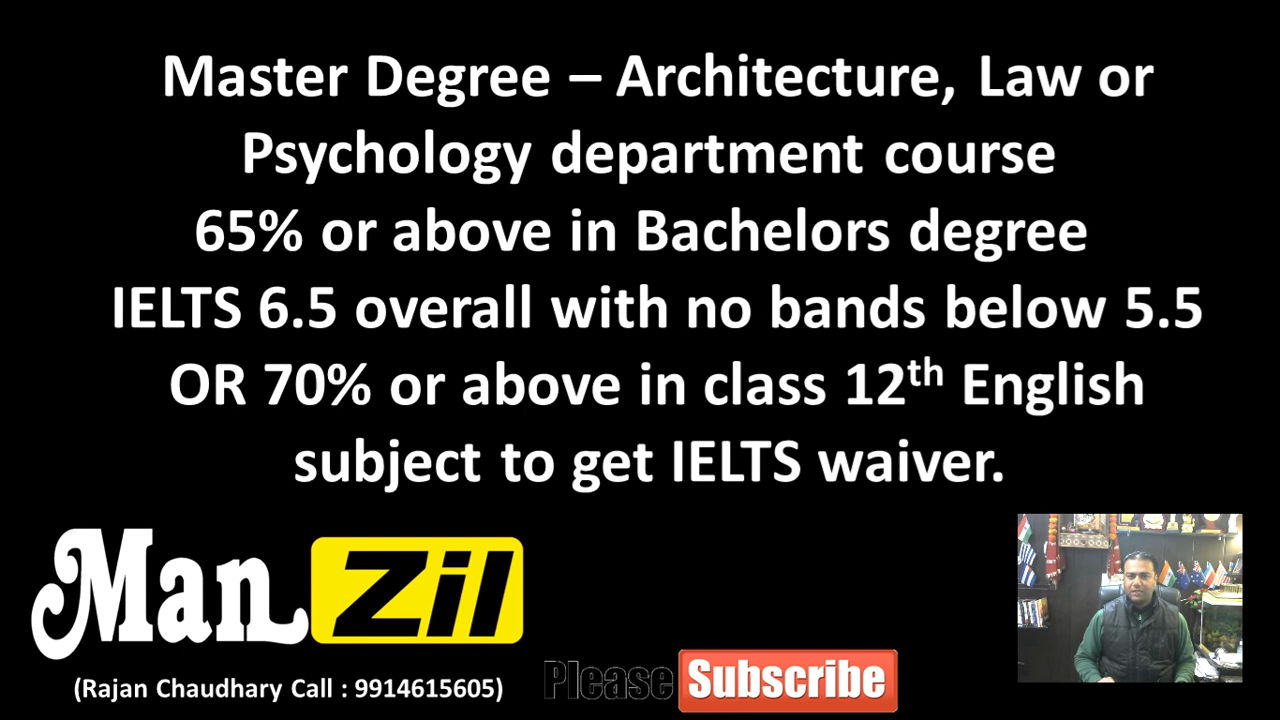 Master Degree – Architecture, Law or
Psychology department course
65% or above in Bachelors degree
IELTS 6.5 overall with no bands below 5.5
OR 70% or above in class 12th English
subject to get IELTS waiver.
Man Zil
(Rajan Chaudhary Call : 9914615605)
Please Subscribe